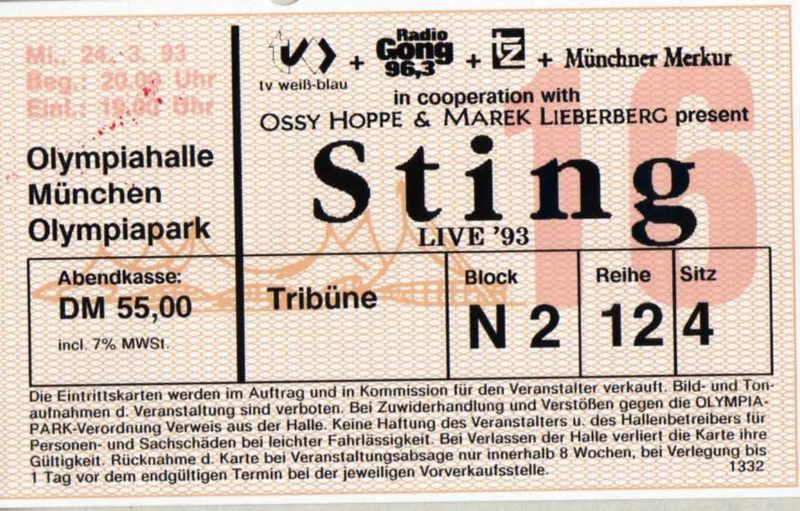 Mi. 24.3.93
Beg.: 20.00 Uhr
Einl.: 19.00 Uhr
Olympiahalle
München
Olympiapark
tv weiß-blau
+ Radio Gong 96,3 + tz + Münchner Merkur
in cooperation with
OSSY HOPPE & MAREK LIEBERBERG present
16
Sting
LIVE '93
Abendkasse:
DM 55,00
incl. 7% MWSt.
Tribüne
Block
N 2
Reihe
12
Sitz
4
Die Eintrittskarten werden im Auftrag und in Kommission für den Veranstalter verkauft. Bild- und Ton-
aufnahmen d. Veranstaltung sind verboten. Bei Zuwiderhandlung und Verstößen gegen die OLYMPIA-
PARK-Verordnung Verweis aus der Halle. Keine Haftung des Veranstalters u. des Hallenbetreibers für
Personen- und Sachschäden bei leichter Fahrlässigkeit. Bei Verlassen der Halle verliert die Karte ihre
Gültigkeit. Rücknahme d. Karte bei Veranstaltungsabsage nur innerhalb 8 Wochen, bei Verlegung bis
1 Tag vor dem endgültigen Termin bei der jeweiligen Vorverkaufsstelle.
1332